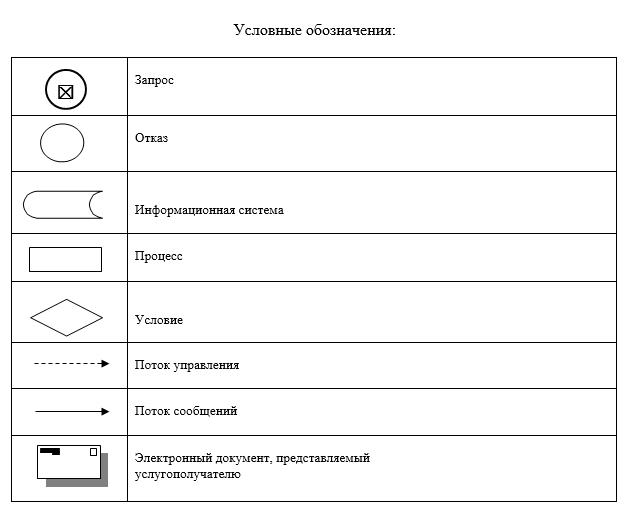 Условные обозначения:
Запрос
Отказ
Информационная система
Процесс
Условие
Поток управления
Поток сообщений
Электронный документ, представляемый
услугополучателю